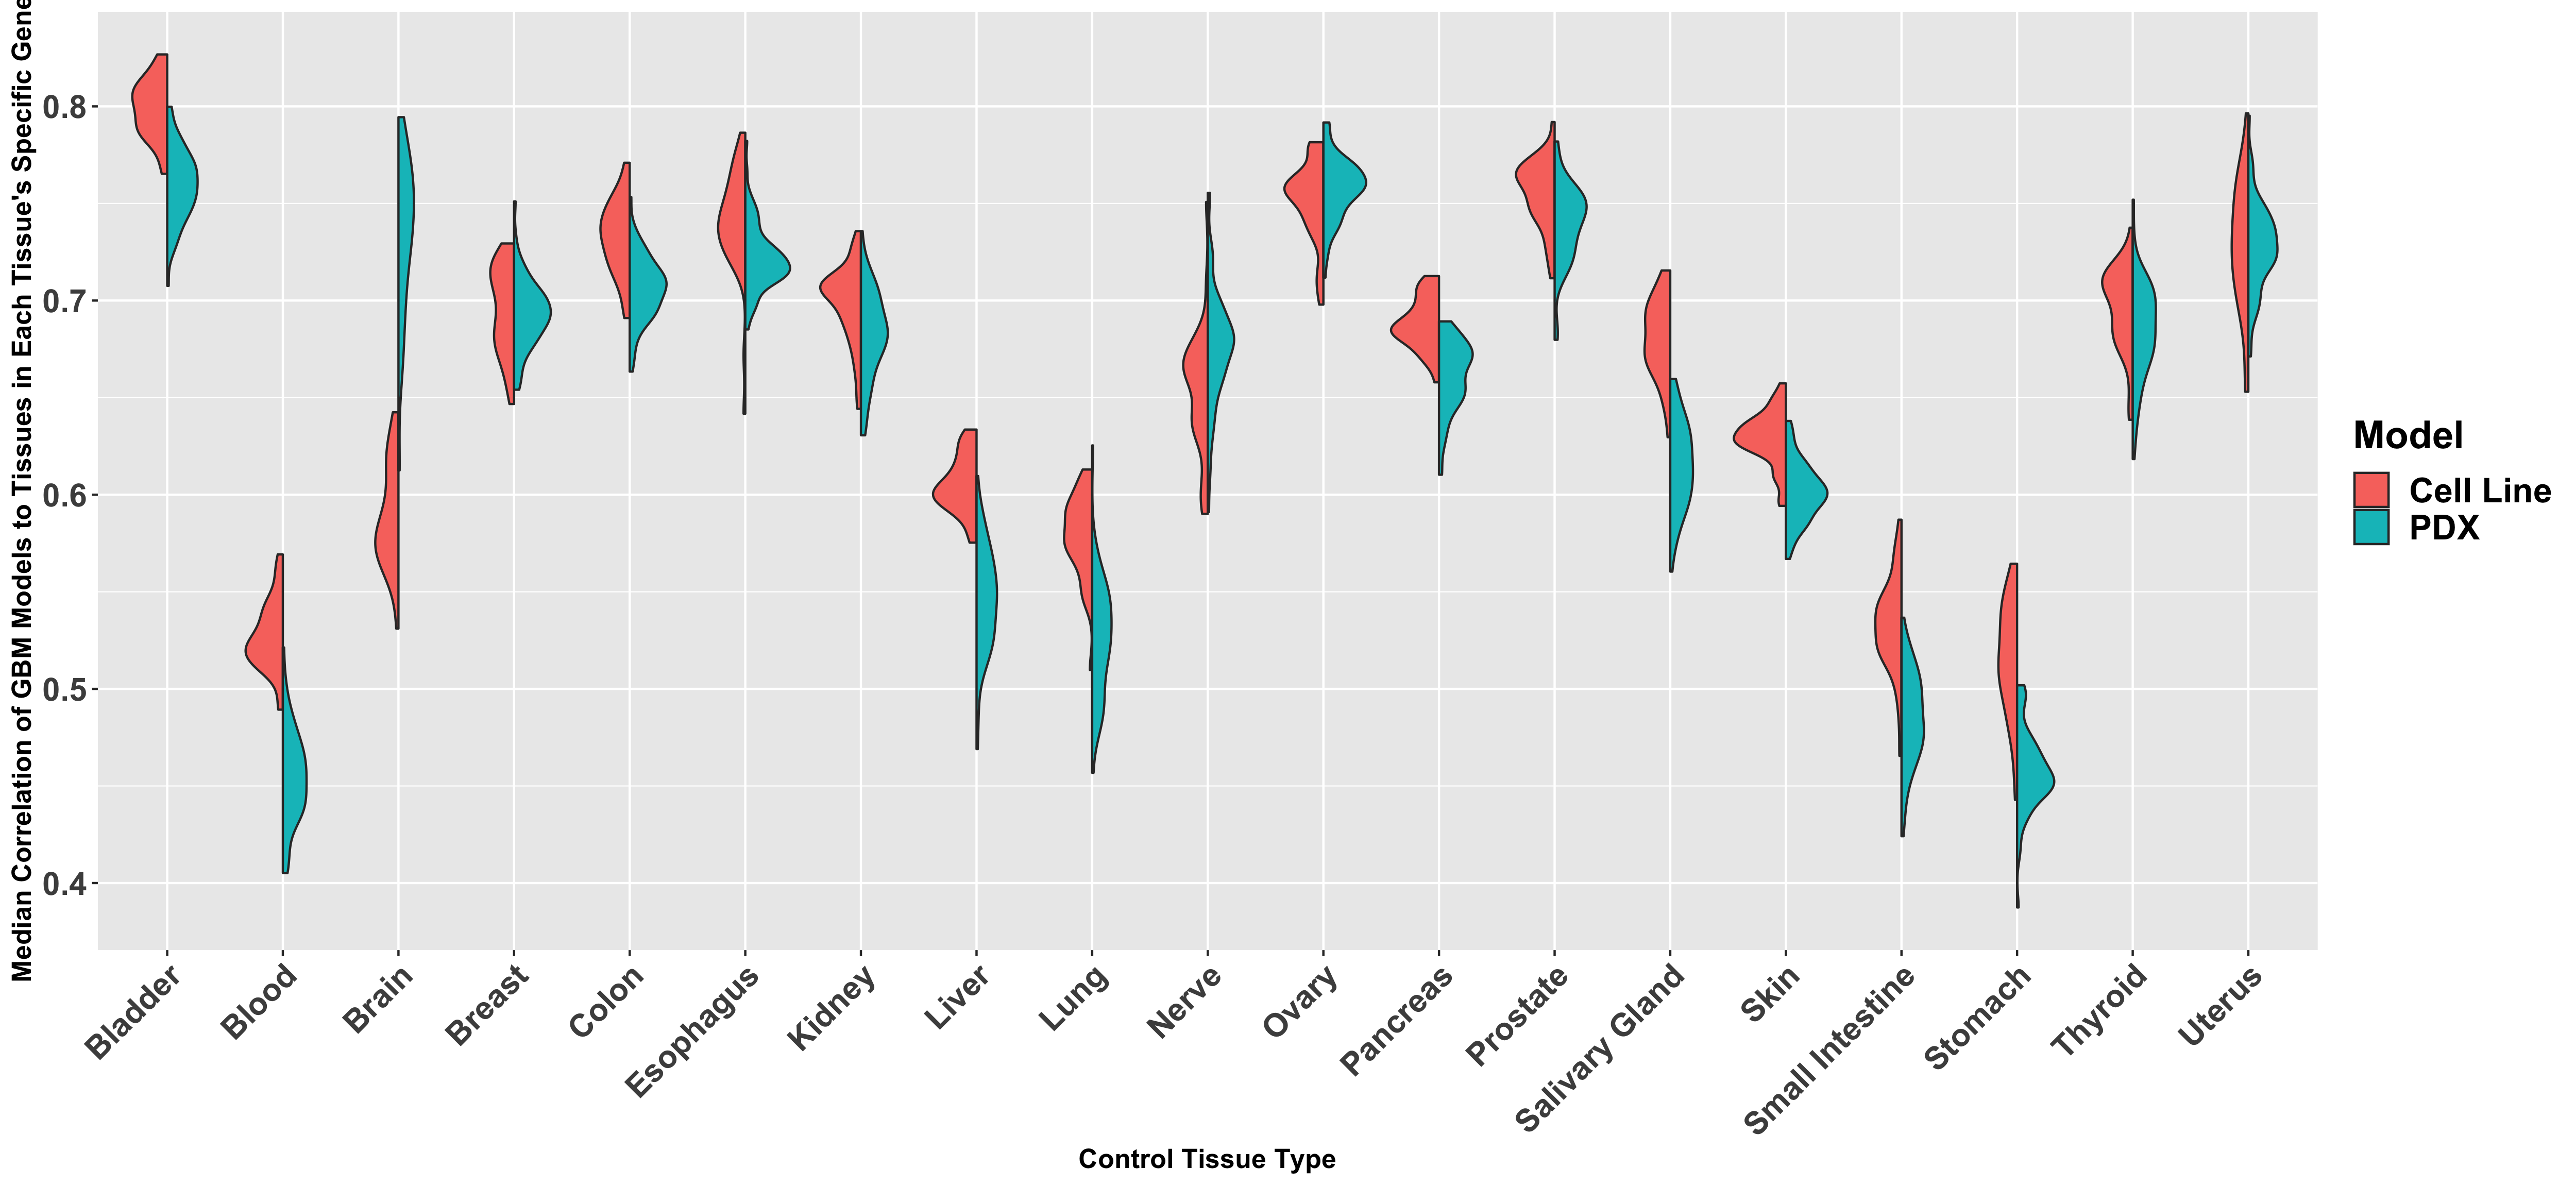 Median Correlation of GBM Models to Tissues in Each Tissue's Specific Gene
0.8
0.7
0.6
0.5
0.4
Bladder
Blood
Brain
Breast
Colon
Esophagus
Kidney
Liver
Lung
Nerve
Ovary
Pancreas
Prostate
Salivary Gland
Skin
Small Intestine
Stomach
Thyroid
Uterus
Control Tissue Type
Model
Cell Line
PDX